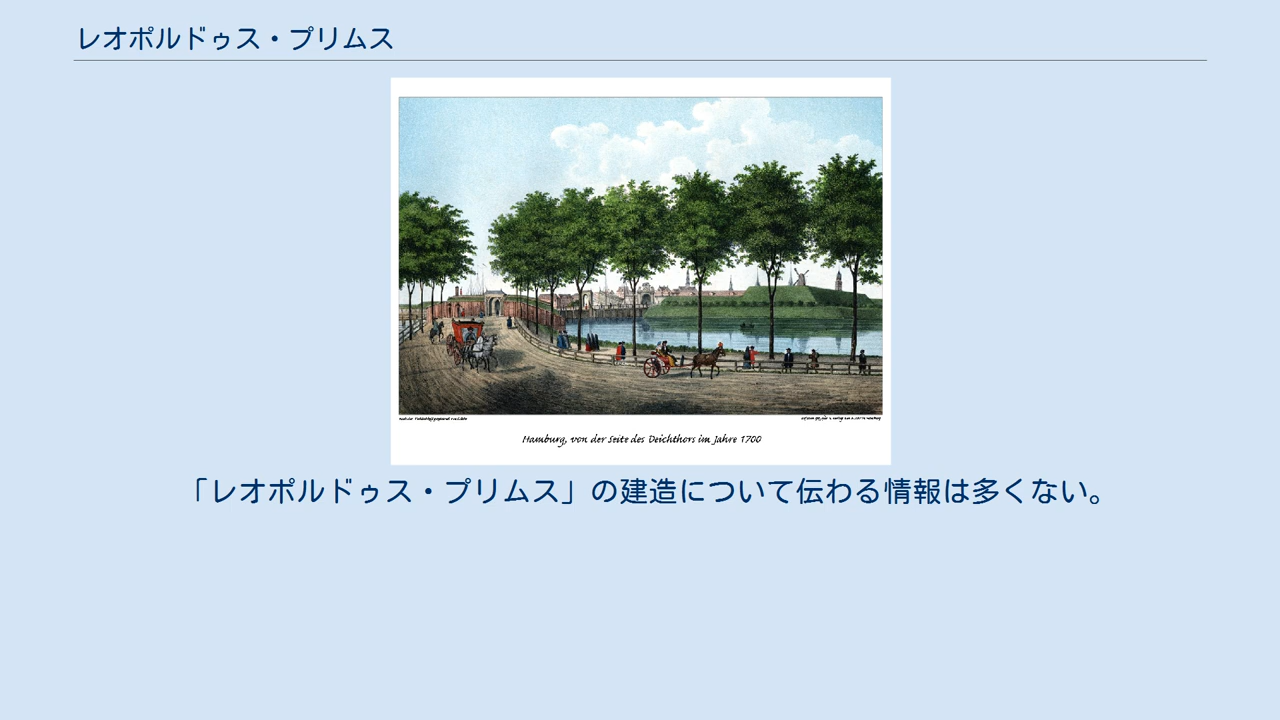 レオポルドゥス・プリムス
Hamburg, von der Seite des Deichthors im Jahre 1700
「レオポルドゥス・プリムス」の建造について伝わる情報は多くない。